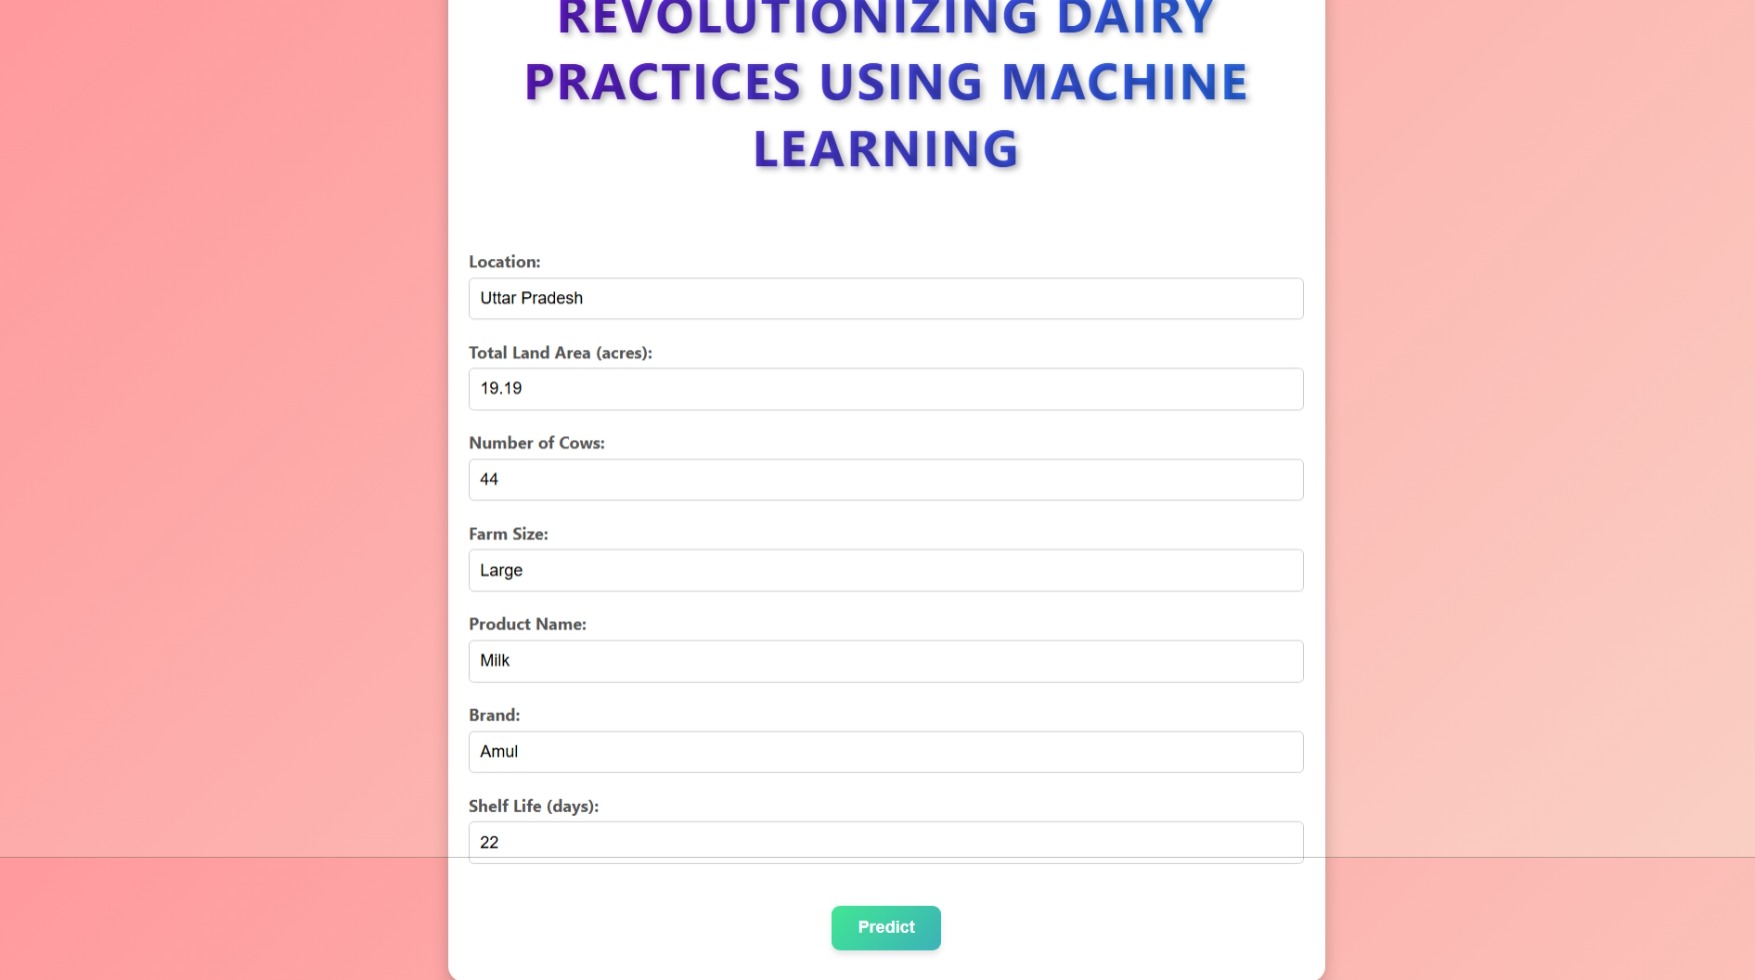 REVOLUTIONIZING DAIRY
PRACTICES USING MACHINE
LEARNING
Location:
Uttar Pradesh
Total Land Area (acres):
19.19
Number of Cows:
44
Farm Size:
Large
Product Name:
Milk
Brand:
Amul
Shelf Life (days):
22
Predict